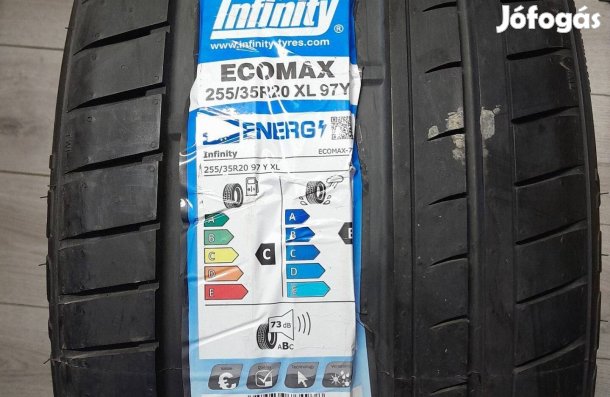 Jófogás
Infinity
www.infinity-tyres.com
ECOMAX
255/35R20 XL 97Y
ENERG
Infinity ECOMAX-
255/35R20 97 Y XL
A A
B B
C C C
D D
E E
73 dB
ABC